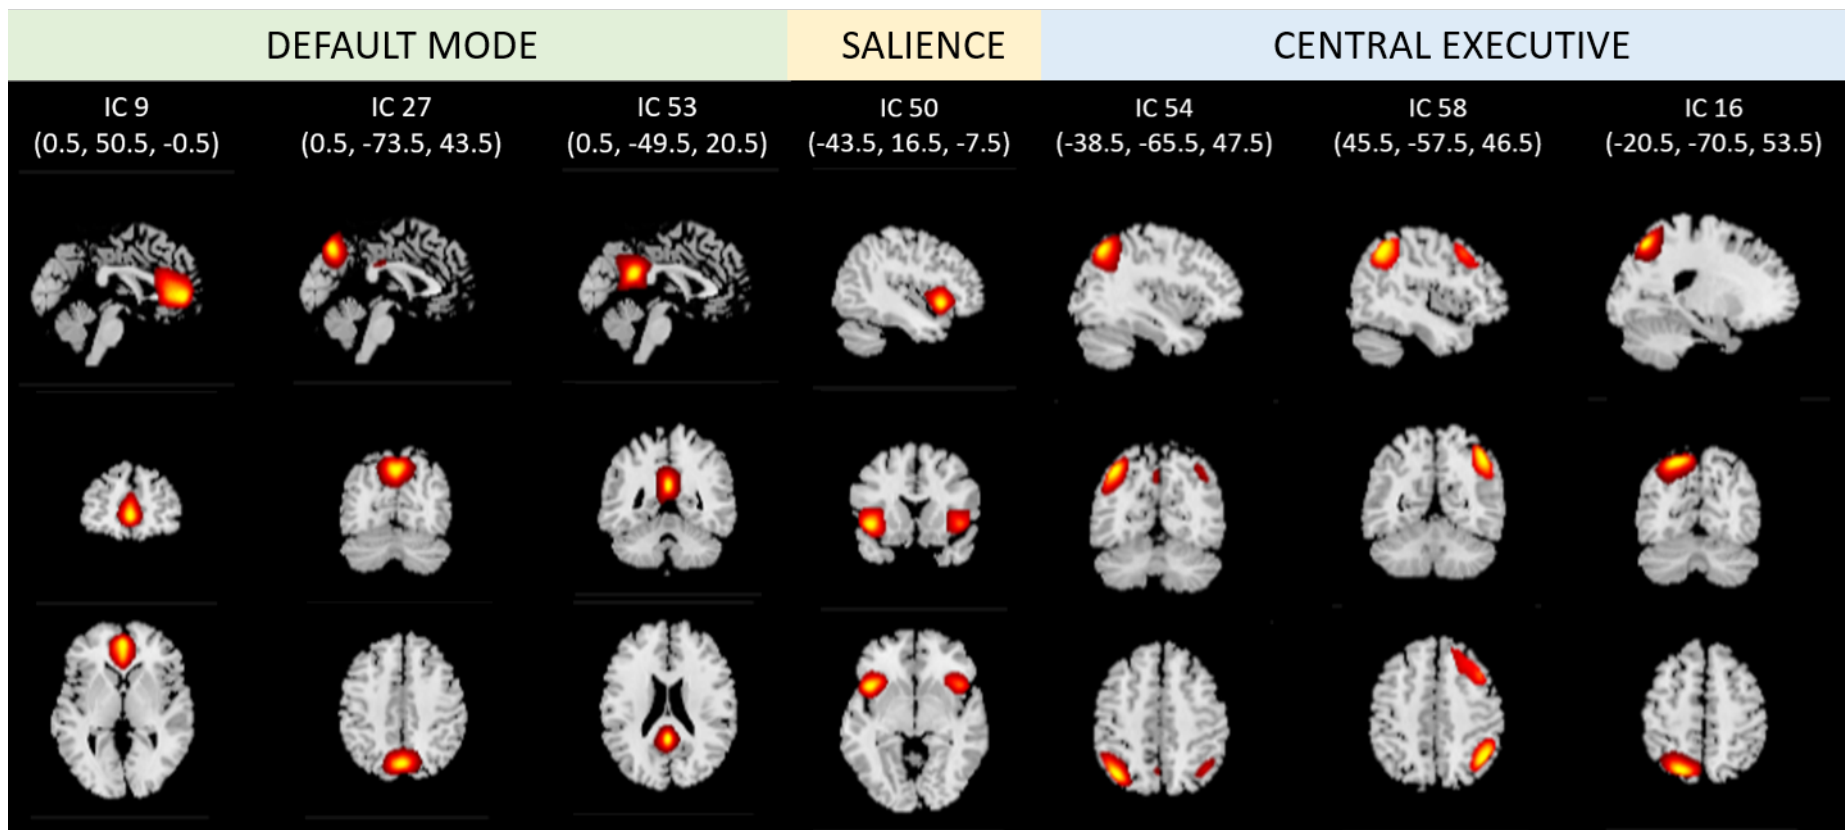 DEFAULT MODE
SALIENCE
CENTRAL EXECUTIVE
IC 9
(0.5, 50.5, -0.5)
IC 27
(0.5, -73.5, 43.5)
IC 53
(0.5, -49.5, 20.5)
IC 50
(-43.5, 16.5, -7.5)
IC 54
(-38.5, -65.5, 47.5)
IC 58
(45.5, -57.5, 46.5)
IC 16
(-20.5, -70.5, 53.5)